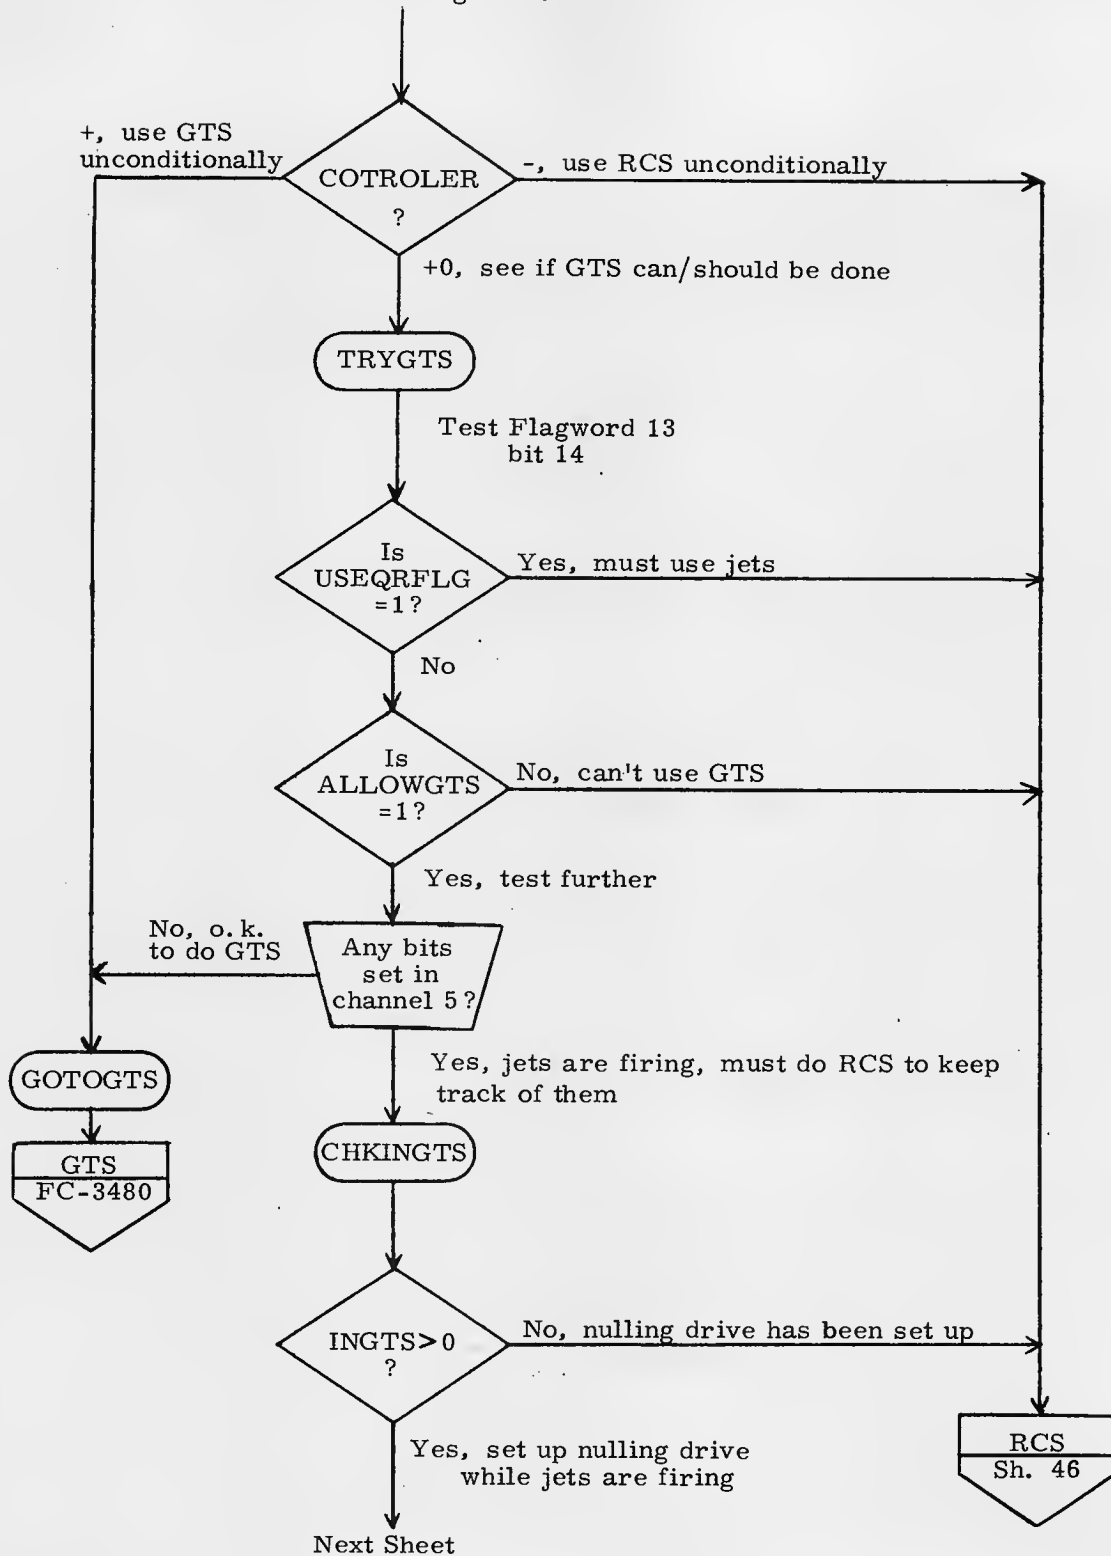 +, use GTS
unconditionally
COTROLER
?
-, use RCS unconditionally
+0, see if GTS can/should be done
TRYGTS
Test Flagword 13
bit 14
Is
USEQRFLG
=1?
Yes, must use jets
No
Is
ALLOWGTS
=1?
No, can't use GTS
Yes, test further
No, o.k.
to do GTS
Any bits
set in
channel 5?
GOTOGTS
Yes, jets are firing, must do RCS to keep
track of them
CHKINGTS
GTS
FC-3480
INGTS>0
?
No, nulling drive has been set up
RCS
Sh. 46
Yes, set up nulling drive
while jets are firing
Next Sheet